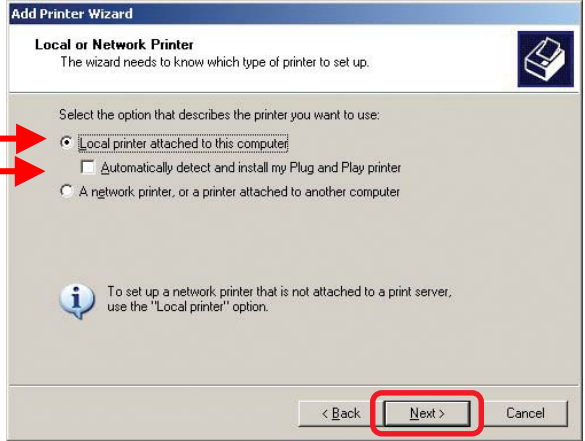 Add Printer Wizard
Local or Network Printer
The wizard needs to know which type of printer to set up.
Select the option that describes the printer you want to use:
Local printer attached to this computer
Automatically detect and install my Plug and Play printer
A network printer, or a printer attached to another computer
To set up a network printer that is not attached to a print server,
use the "Local printer" option.
< Back Next > Cancel